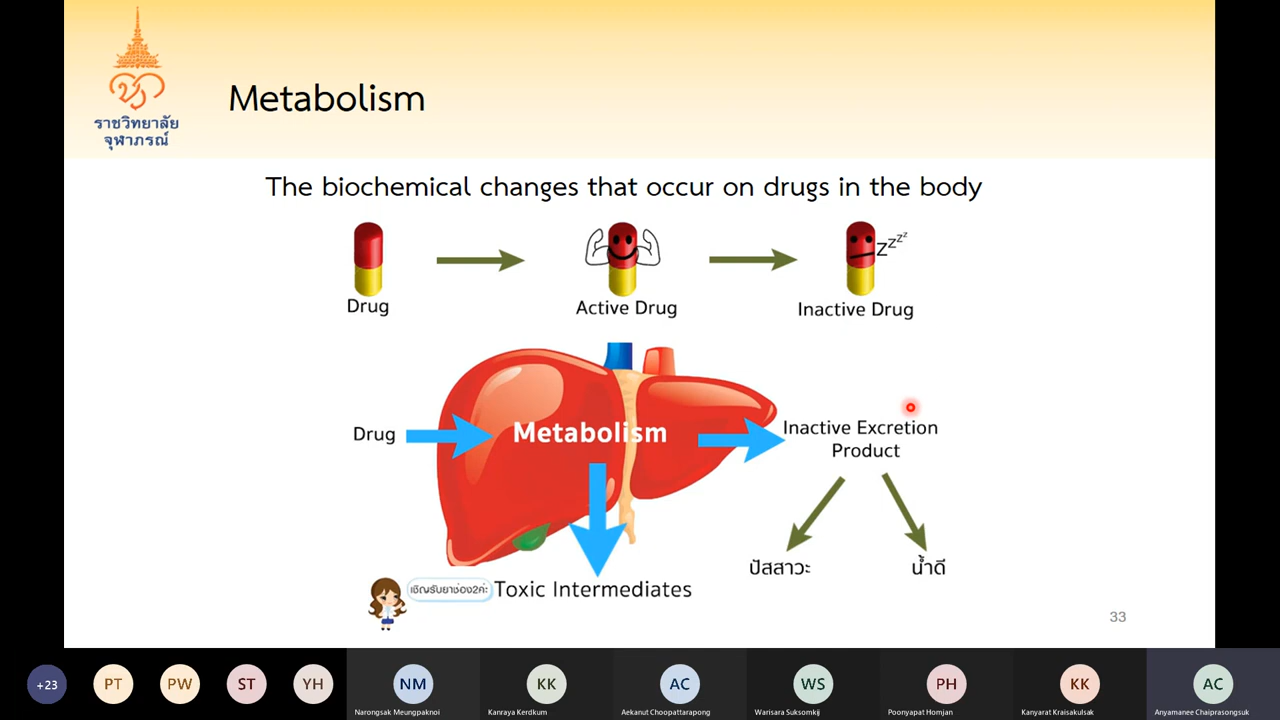 ราชวิทยาลัย
จุฬาภรณ์
Metabolism
The biochemical changes that occur on drugs in the body
zzzzz
Drug
Active Drug
Inactive Drug
Drug
Metabolism
Inactive Excretion
Product
ปัสสาวะ
น้ำดี
เชิญรับยาช่อง2ค่ะ
Toxic Intermediates
33
+23
PT
PW
ST
YH
NM
KK
AC
WS
PH
KK
AC
Narongsak Meungpaknoi
Kanraya Kerdkum
Aekanut Choopattarapong
Warisara Suksomkij
Poonyapat Homjan
Kanyarat Kraisakulsak
Anyamanee Chaiprasongsuk